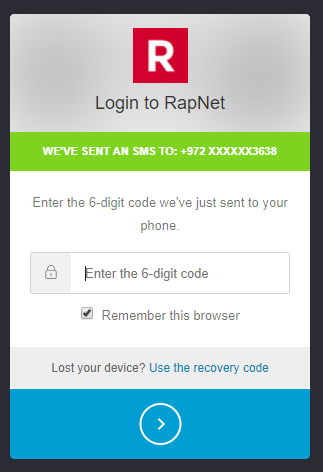 R
Login to RapNet
WE'VE SENT AN SMS TO: +972 XXXXXX3638
Enter the 6-digit code we've just sent to your
phone.
Enter the 6-digit code
Remember this browser
Lost your device? Use the recovery code